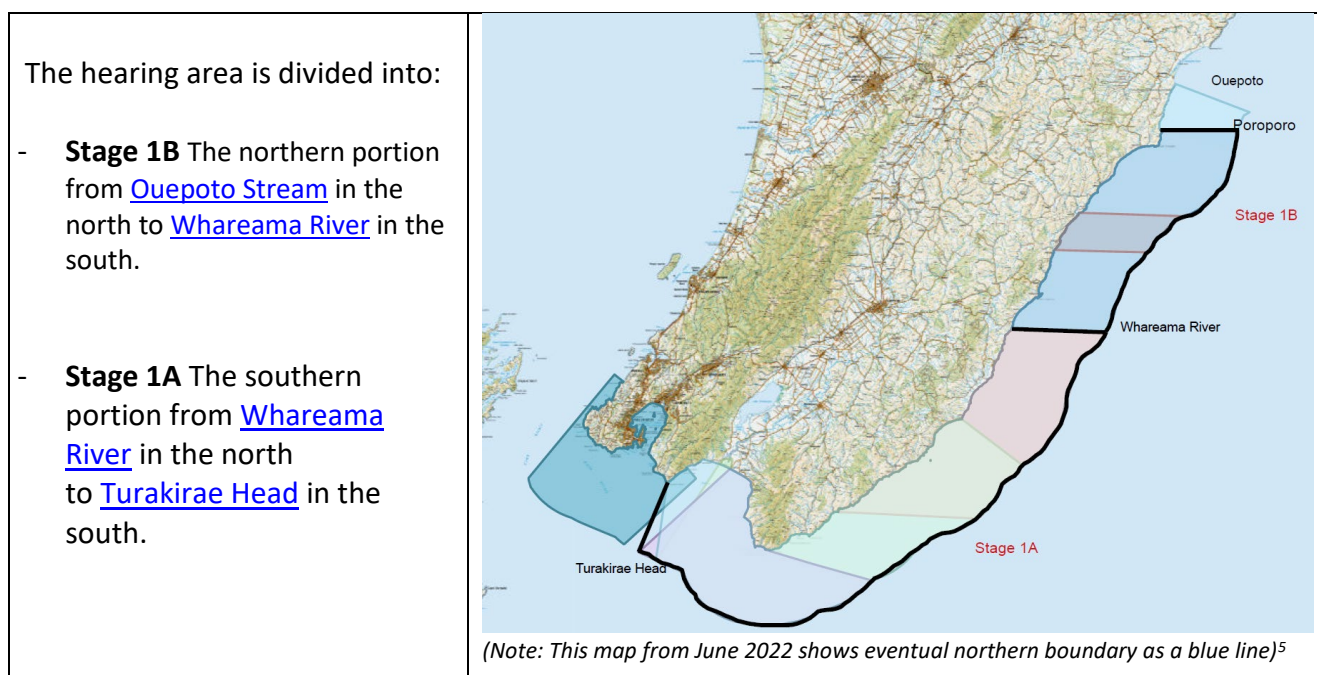 The hearing area is divided into:
- Stage 1B The northern portion
from Ouepoto Stream in the
north to Whareama River in the
south.
- Stage 1A The southern
portion from Whareama
River in the north
to Turakirae Head in the
south.
Ouepoto
Poroporo
Stage 1B
Whareama River
Stage 1A
Turakirae Head
(Note: This map from June 2022 shows eventual northern boundary as a blue line)⁵